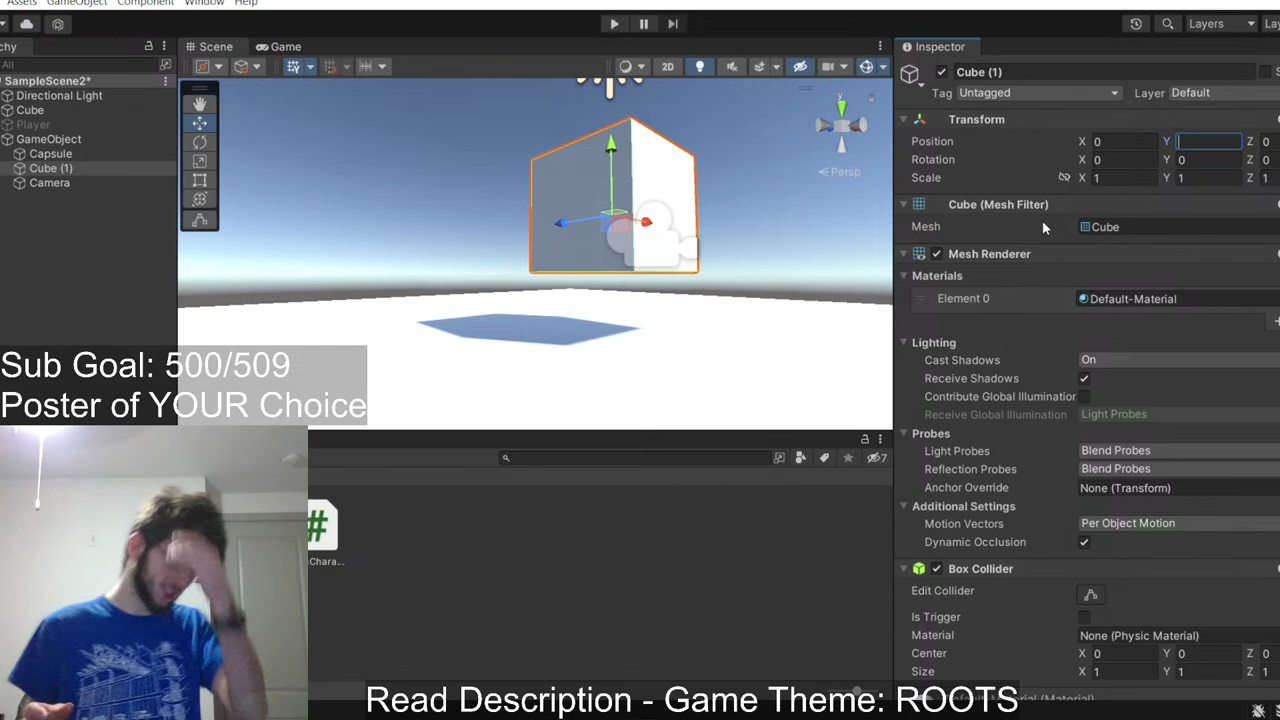 Assets GameObject Component Window Help
Layers Lay
chy Scene Game Inspector
All
SampleScene2*
Directional Light
Cube
Player
GameObject
Capsule
Cube (1)
Camera
2D
y
Persp
Cube (1) S
Tag Untagged Layer Default
Transform
Position X 0 Y Z 0
Rotation X 0 Y 0 Z 0
Scale X 1 Y 1 Z 1
Cube (Mesh Filter)
Mesh Cube
Mesh Renderer
Materials
Element 0 Default-Material
+
Lighting
Cast Shadows On
Receive Shadows
Contribute Global Illumination
Receive Global Illumination Light Probes
Probes
Light Probes Blend Probes
Reflection Probes Blend Probes
Anchor Override None (Transform)
Additional Settings
Motion Vectors Per Object Motion
Dynamic Occlusion
Box Collider
Edit Collider
Is Trigger
Material None (Physic Material)
Center X 0 Y 0 Z 0
Size X 1 Y 1 Z 1
Sub Goal: 500/509
Poster of YOUR Choice
7
#
Chara...
Read Description - Game Theme: ROOTS